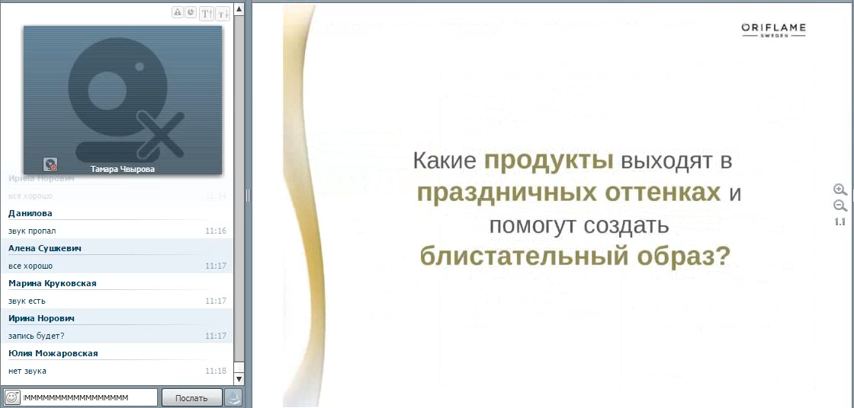 Тамара Чвырова
Ирина Норович
все хорошо
Данилова
звук пропал 11:16
Алена Сушкевич
все хорошо 11:17
Марина Круковская
звук есть 11:17
Ирина Норович
запись будет? 11:17
Юлия Можаровская
нет звука 11:18
Послать
ORIFLAME
SWEDEN
Какие продукты выходят в
праздничных оттенках и
помогут создать
блистательный образ?
1:1